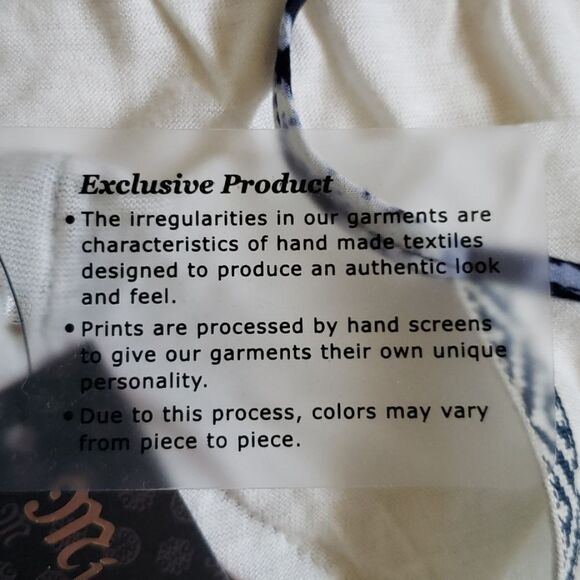 Exclusive Product
• The irregularities in our garments are
characteristics of hand made textiles
designed to produce an authentic look
and feel.
• Prints are processed by hand screens
to give our garments their own unique
personality.
• Due to this process, colors may vary
from piece to piece.